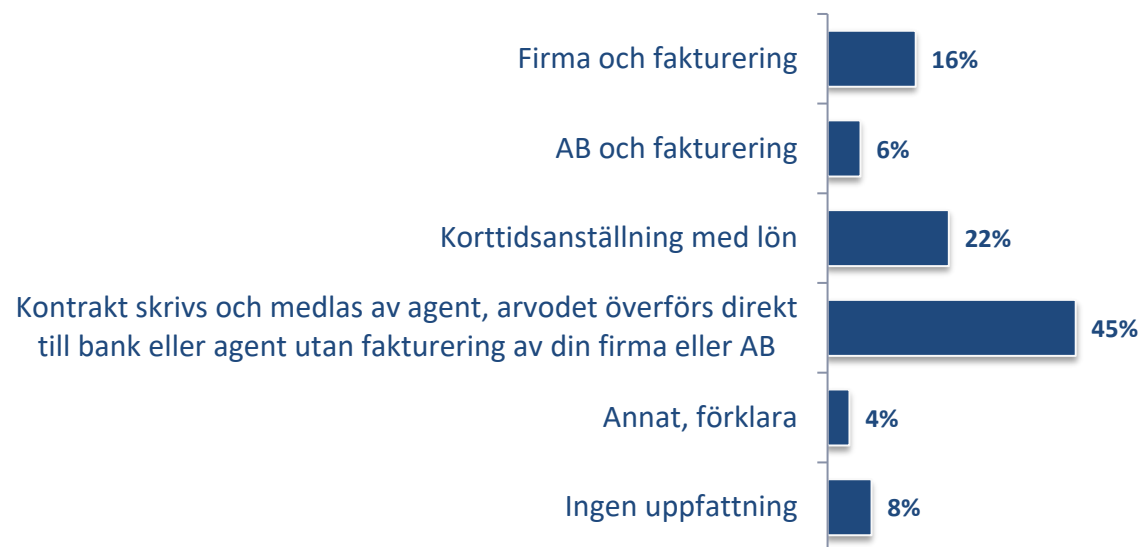 Firma och fakturering 16%
AB och fakturering 6%
Korttidsanställning med lön 22%
Kontrakt skrivs och medlas av agent, arvodet överförs direkt
till bank eller agent utan fakturering av din firma eller AB 45%
Annat, förklara 4%
Ingen uppfattning 8%